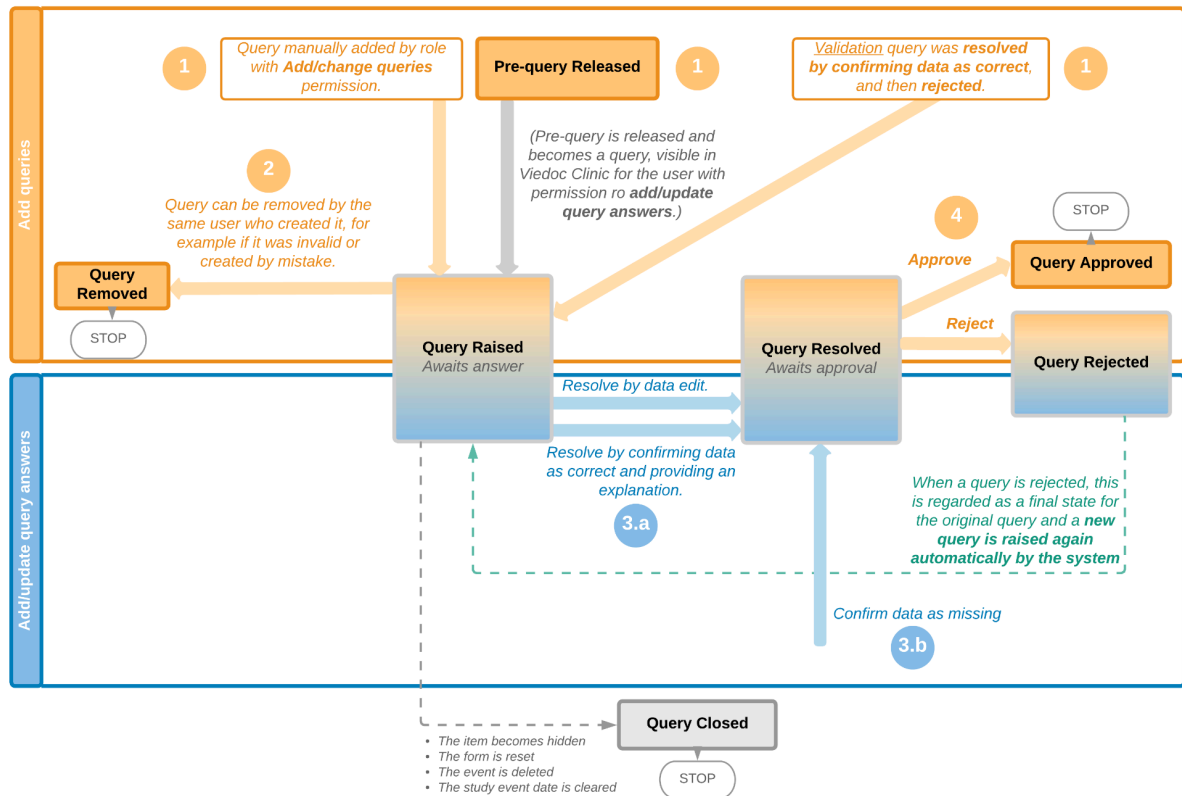 Add queries
1
Query manually added by role
with Add/change queries
permission.
Pre-query Released
1
Validation query was resolved
by confirming data as correct,
and then rejected.
1
(Pre-query is released and
becomes a query, visible in
Viedoc Clinic for the user with
permission ro add/update
query answers.)
2
Query can be removed by the
same user who created it, for
example if it was invalid or
created by mistake.
Query
Removed
STOP
4
Approve
STOP
Query Approved
Reject
Query Raised
Awaits answer
Query Resolved
Awaits approval
Query Rejected
Add/update query answers
Resolve by data edit.
Resolve by confirming data
as correct and providing an
explanation.
3.a
When a query is rejected, this
is regarded as a final state for
the original query and a new
query is raised again
automatically by the system
Confirm data as missing
3.b
Query Closed
STOP
• The item becomes hidden
• The form is reset
• The event is deleted
• The study event date is cleared